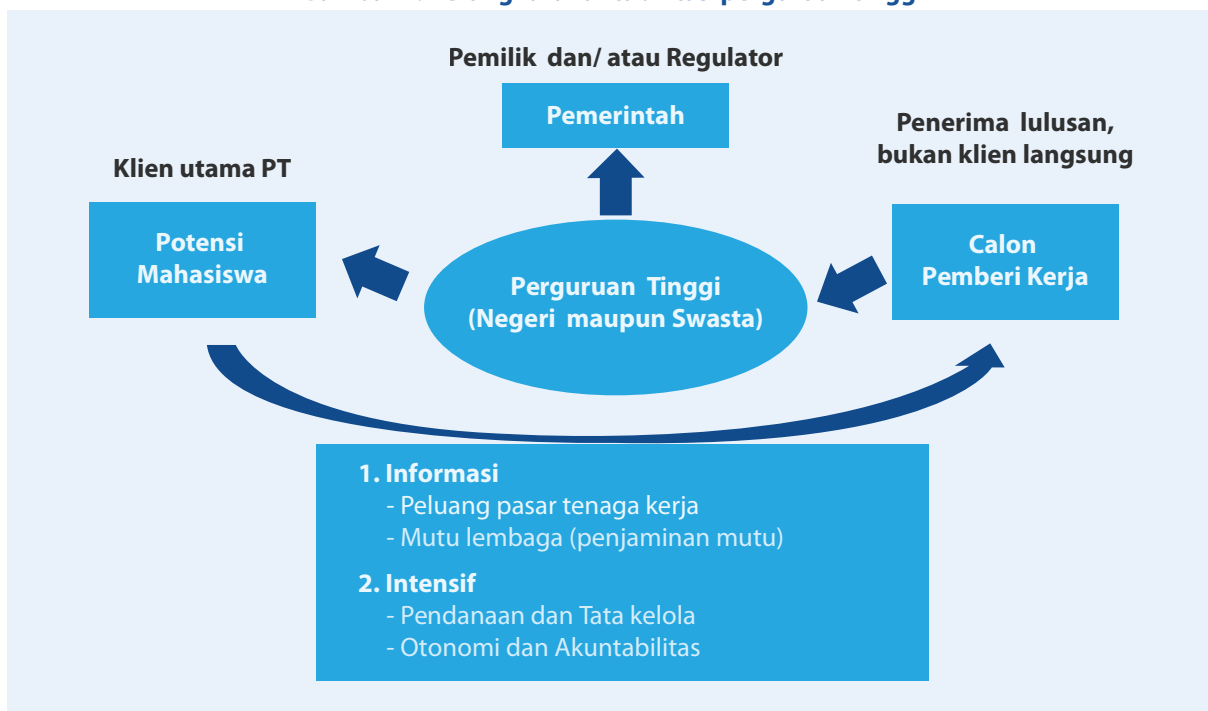 Pemilik dan/ atau Regulator
Pemerintah
Penerima lulusan,
bukan klien langsung
Klien utama PT
Potensi
Mahasiswa
Perguruan Tinggi
(Negeri maupun Swasta)
Calon
Pemberi Kerja
1. Informasi
- Peluang pasar tenaga kerja
- Mutu lembaga (penjaminan mutu)
2. Intensif
- Pendanaan dan Tata kelola
- Otonomi dan Akuntabilitas